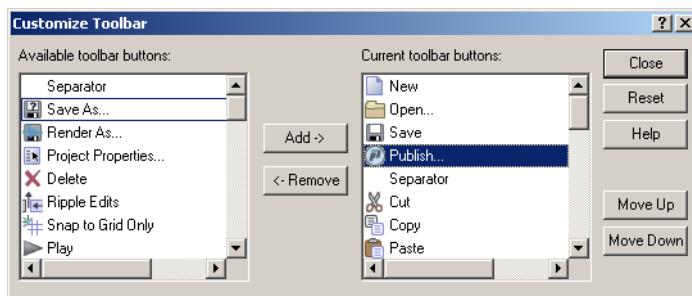 Customize Toolbar
Available toolbar buttons:
Separator
Save As...
Render As...
Project Properties...
Delete
Ripple Edits
Snap to Grid Only
Play
Add ->
<- Remove
Current toolbar buttons:
New
Open...
Save
Publish...
Separator
Cut
Copy
Paste
Close
Reset
Help
Move Up
Move Down